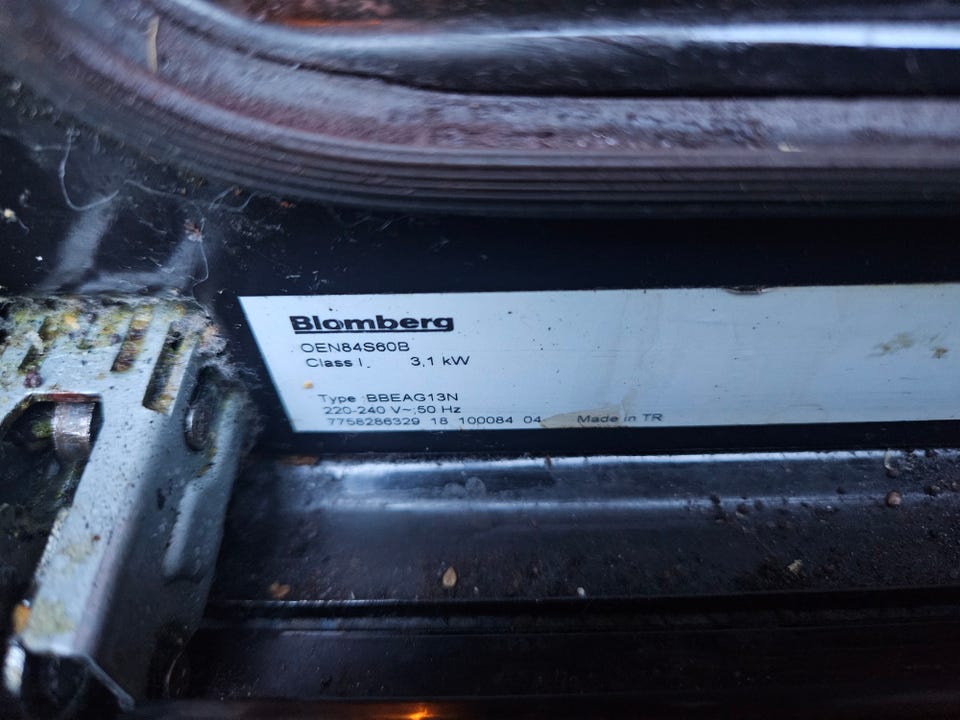 Blomberg
OEN84S60B
Class I 3,1 kW
Type BBEAG13N
220-240 V~;50 Hz
7758286329 18 100084 04 Made in TR